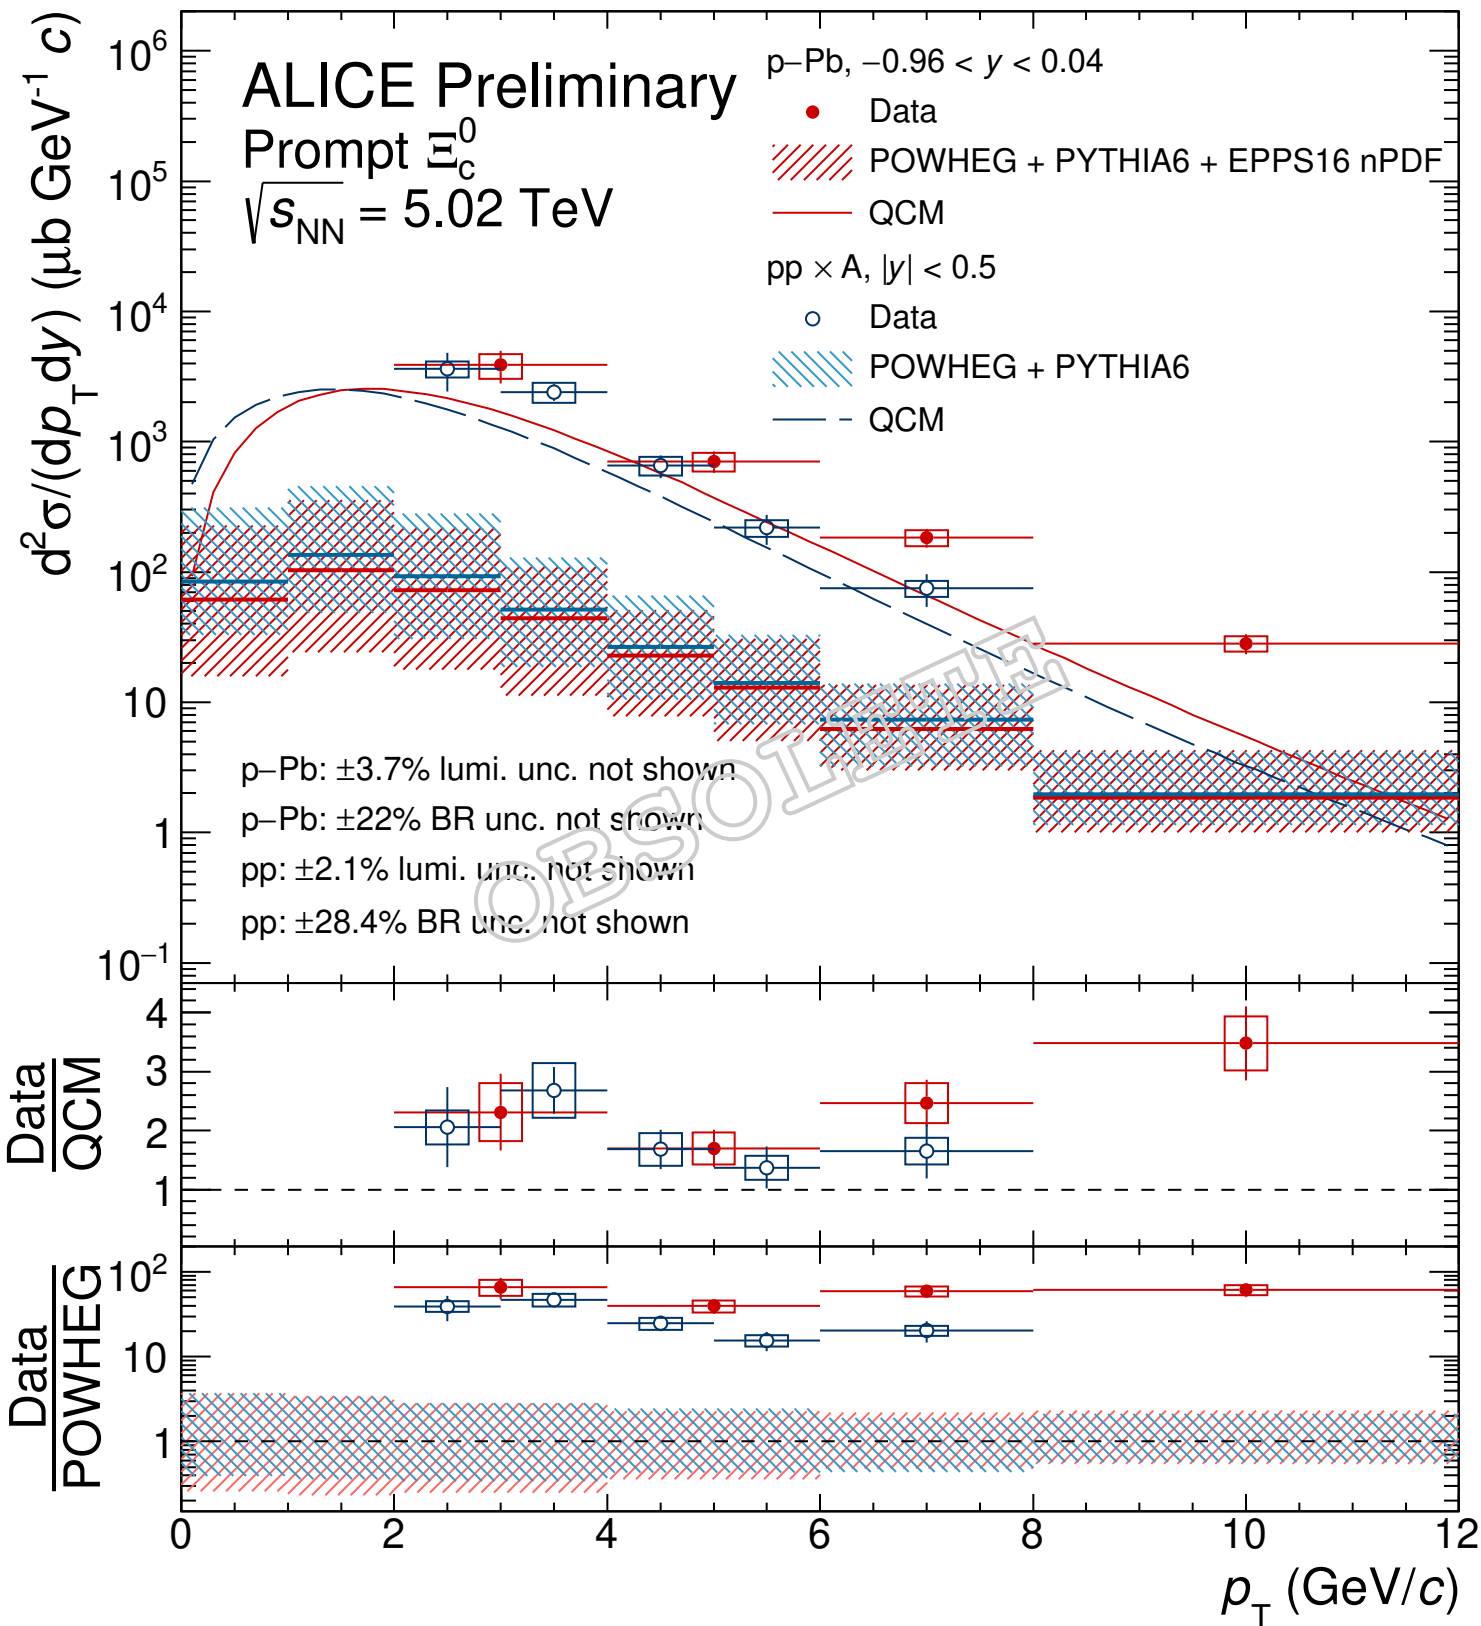 ALICE Preliminary
Prompt Ξc0
√sNN = 5.02 TeV
p−Pb, −0.96 < y < 0.04
Data
POWHEG + PYTHIA6 + EPPS16 nPDF
QCM
pp × A, |y| < 0.5
Data
POWHEG + PYTHIA6
QCM
d2σ/(dpTdy) (μb GeV-1 c)
10^6
10^5
10^4
10^3
10^2
10
1
10^−1
p−Pb: ±3.7% lumi. unc. not shown
p−Pb: ±22% BR unc. not shown
pp: ±2.1% lumi. unc. not shown
pp: ±28.4% BR unc. not shown
OBSOLETE
Data
QCM
4
3
2
1
Data
POWHEG
10^2
10
1
0 2 4 6 8 10 12
pT (GeV/c)